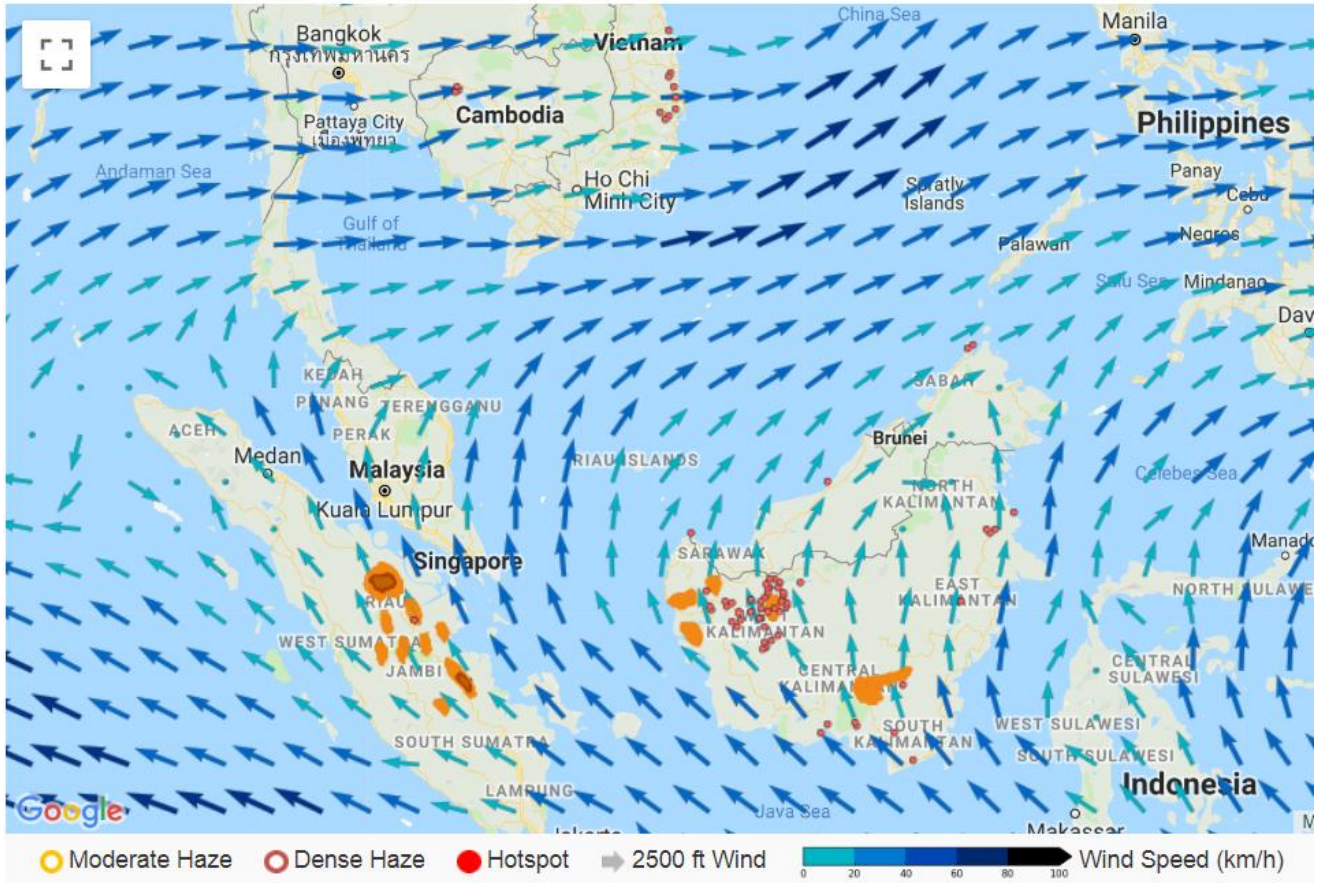 China Sea
Manila
Bangkok
กรุงเทพมหานคร
Vietnam
Pattaya City
เมืองพัทยา
Cambodia
Philippines
Andaman Sea
Ho Chi
Minh City
Panay
Spratly
Islands
Cebu
Gulf of
Thailand
Negros
Palawan
Sulu Sea
Mindanao
Dav
KEDAH
PENANG
TERENGGANU
SABAH
ACEH
PERAK
Brunei
Medan
Malaysia
RIAU ISLANDS
Celebes Sea
NORTH
KALIMANTAN
Kuala Lumpur
Singapore
SARAWAK
Manado
RIAU
EAST
KALIMANTAN
NORTH SULAWE
WEST SUMATRA
WEST
KALIMANTAN
JAMBI
CENTRAL
KALIMANTAN
CENTRAL
SULAWESI
SOUTH SUMATRA
SOUTH
KALIMANTAN
WEST SULAWESI
SOUTH SULAWESI
LAMPUNG
Indonesia
Google
Java Sea
Jakarta
Makassar
M
Moderate Haze
Dense Haze
Hotspot
2500 ft Wind
0 20 40 60 80 100
Wind Speed (km/h)